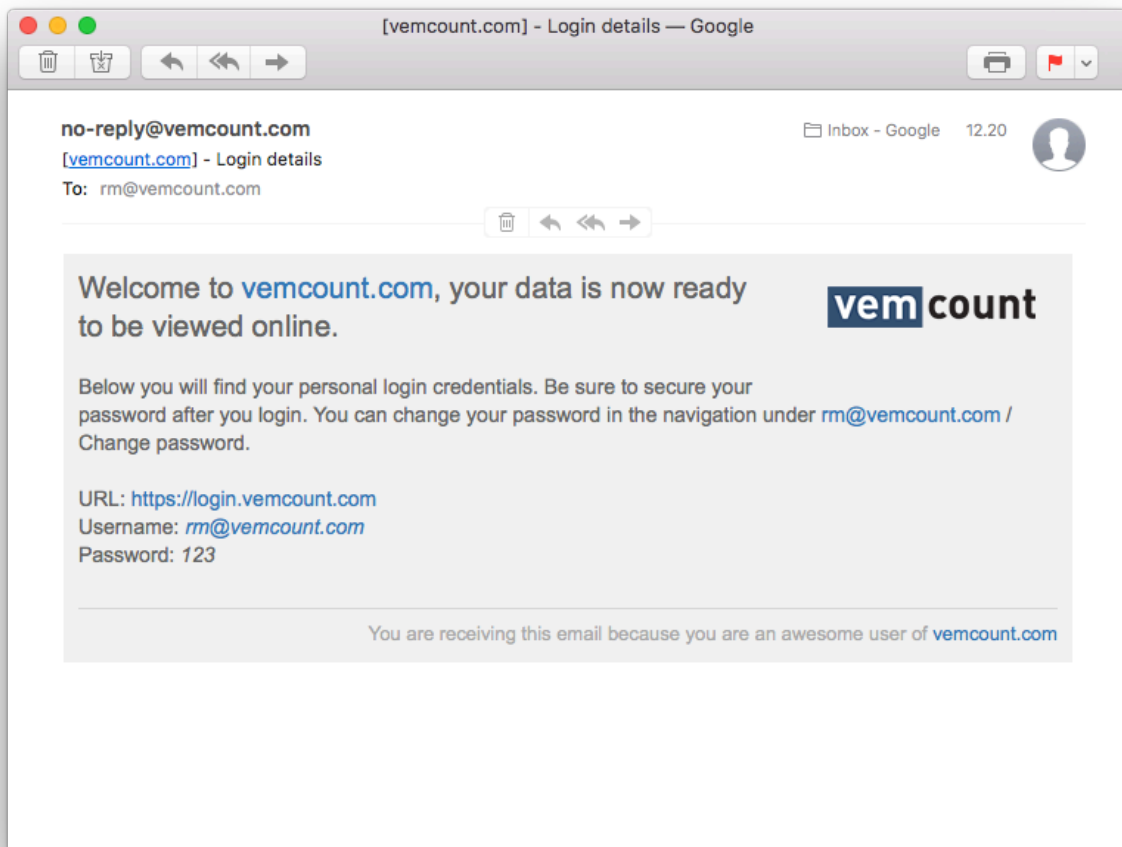 [vemcount.com] - Login details — Google
no-reply@vemcount.com
Inbox - Google 12.20
[vemcount.com] - Login details
To: rm@vemcount.com
Welcome to vemcount.com, your data is now ready
to be viewed online.
vem count
Below you will find your personal login credentials. Be sure to secure your
password after you login. You can change your password in the navigation under rm@vemcount.com /
Change password.
URL: https://login.vemcount.com
Username: rm@vemcount.com
Password: 123
You are receiving this email because you are an awesome user of vemcount.com